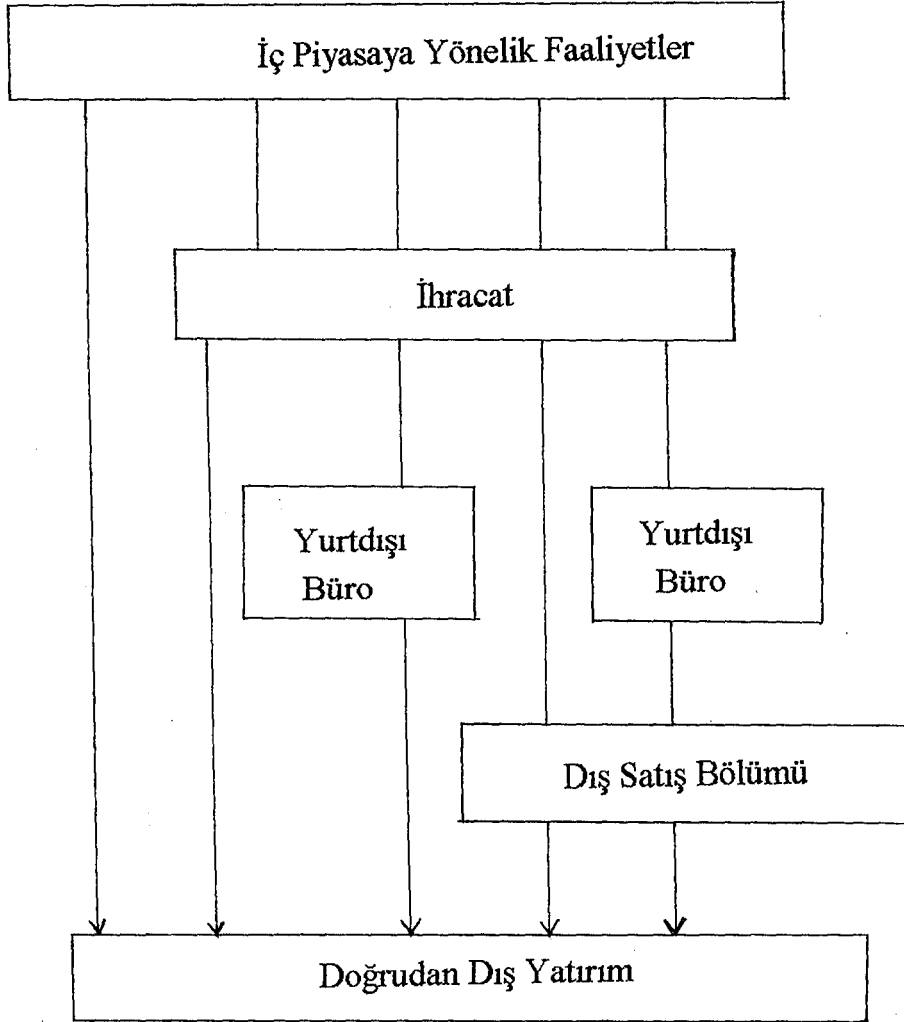 İç Piyasaya Yönelik Faaliyetler
İhracat
Yurtdışı
Büro
Yurtdışı
Büro
Dış Satış Bölümü
Doğrudan Dış Yatırım